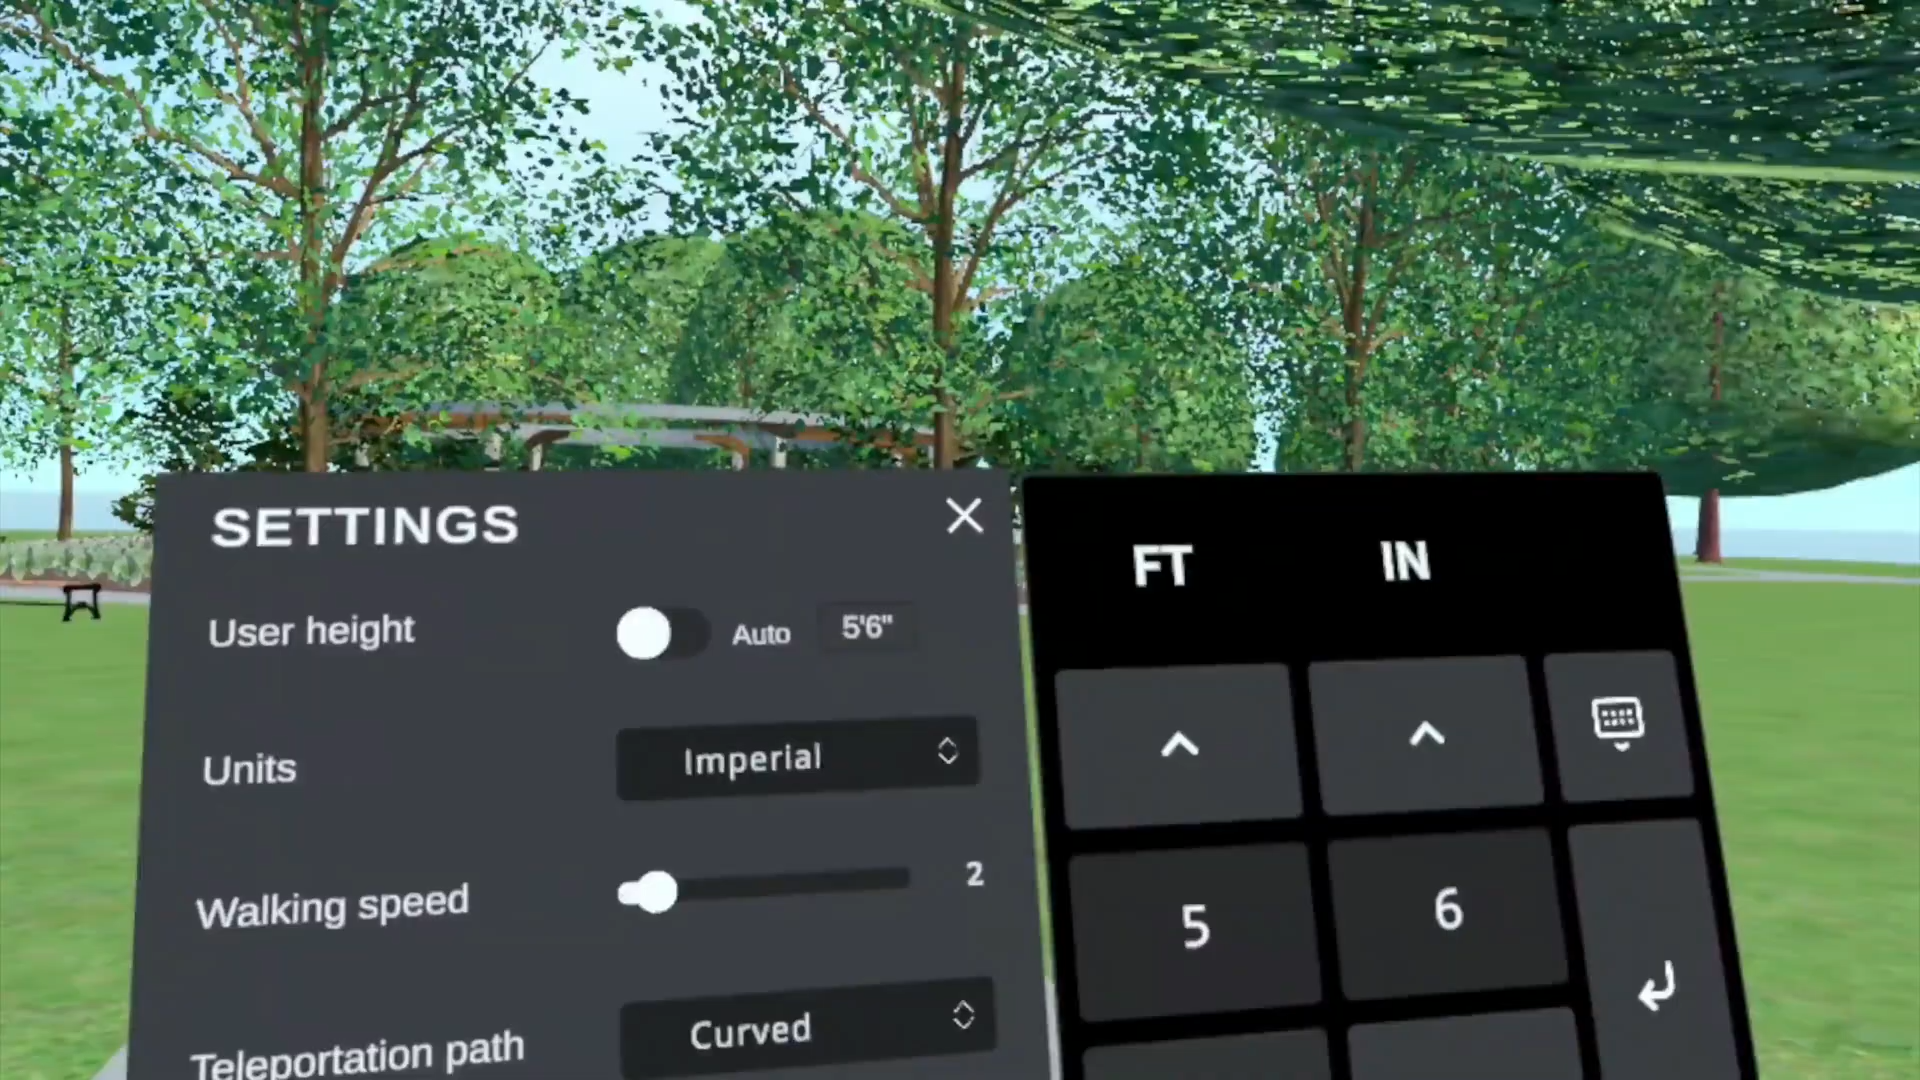 SETTINGS
User height
Auto
5'6"
Units
Imperial
Walking speed
2
Teleportation path
Curved
FT
IN
5
6